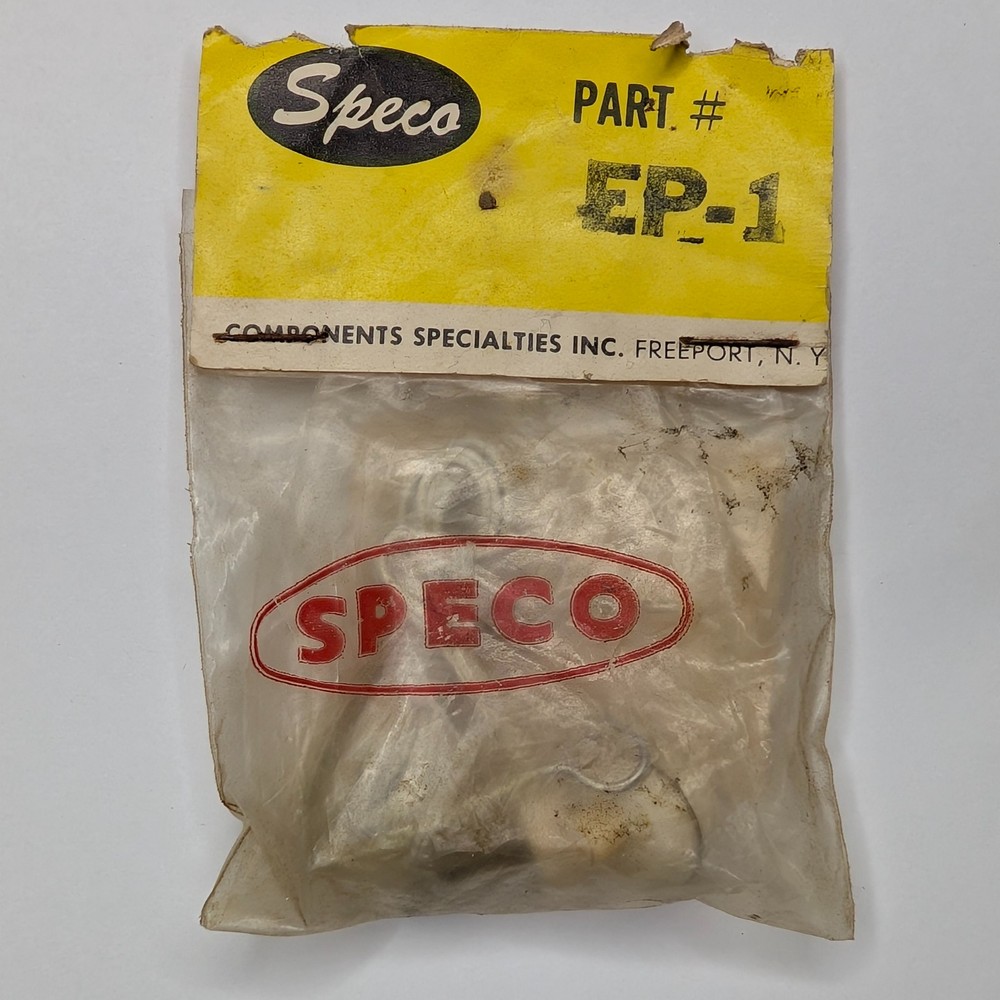 Speco
PART #
EP-1
COMPONENTS SPECIALTIES INC. FREEPORT, N. Y
SPECO